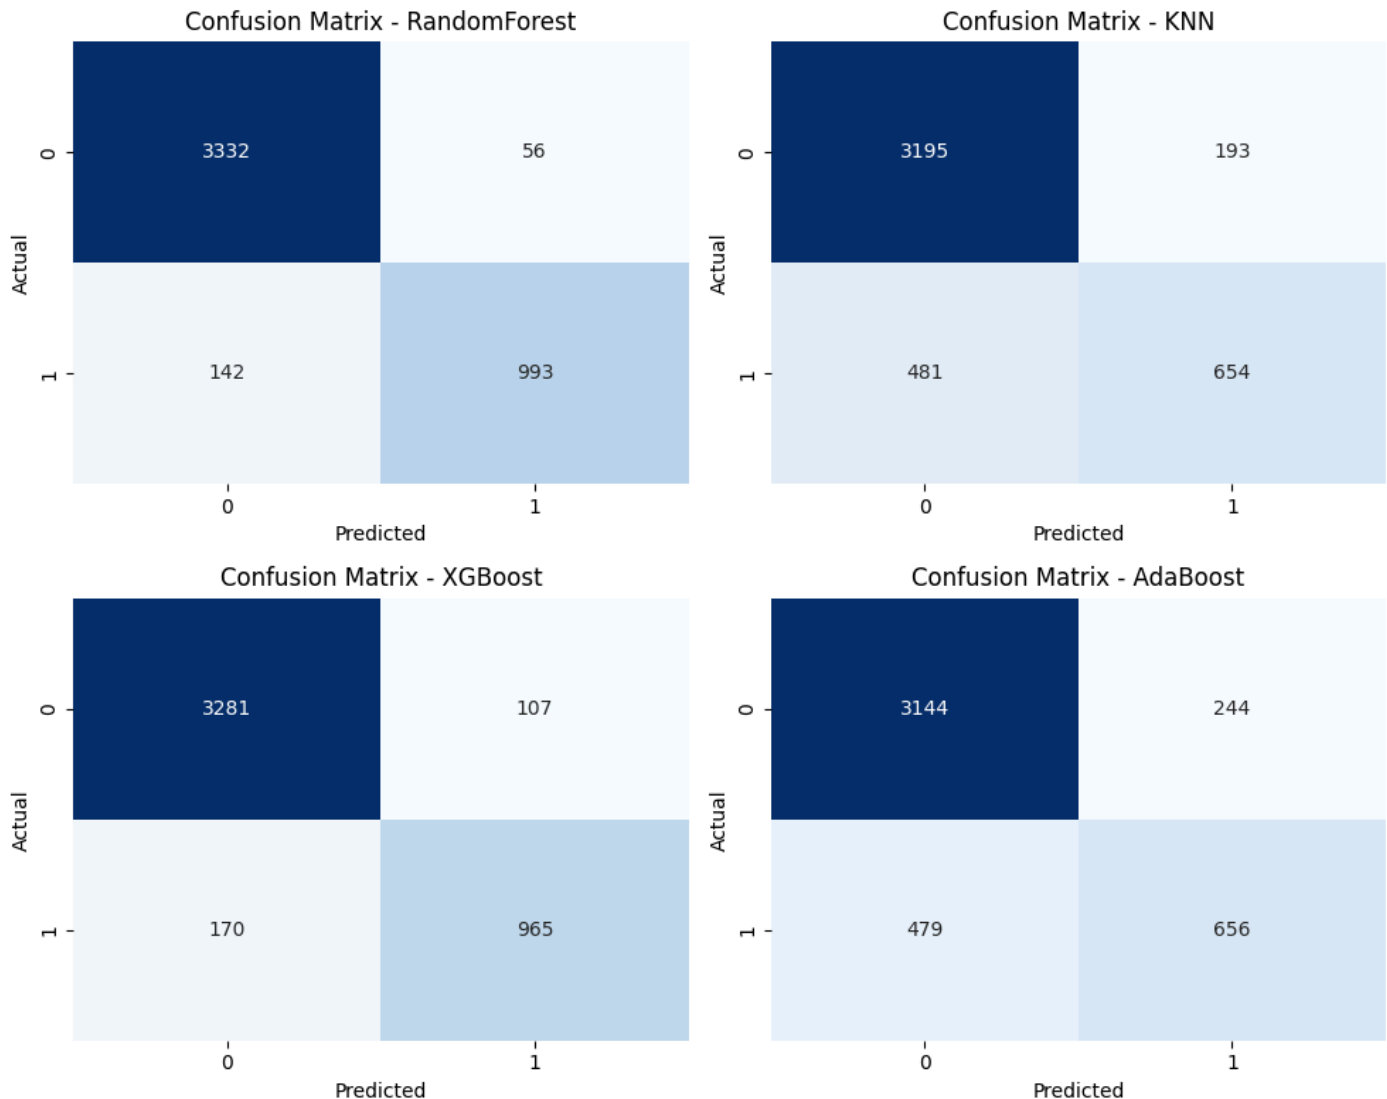 Confusion Matrix - RandomForest
0
3332
56
Actual
1
142
993
0
1
Predicted
Confusion Matrix - KNN
0
3195
193
Actual
1
481
654
0
1
Predicted
Confusion Matrix - XGBoost
0
3281
107
Actual
1
170
965
0
1
Predicted
Confusion Matrix - AdaBoost
0
3144
244
Actual
1
479
656
0
1
Predicted